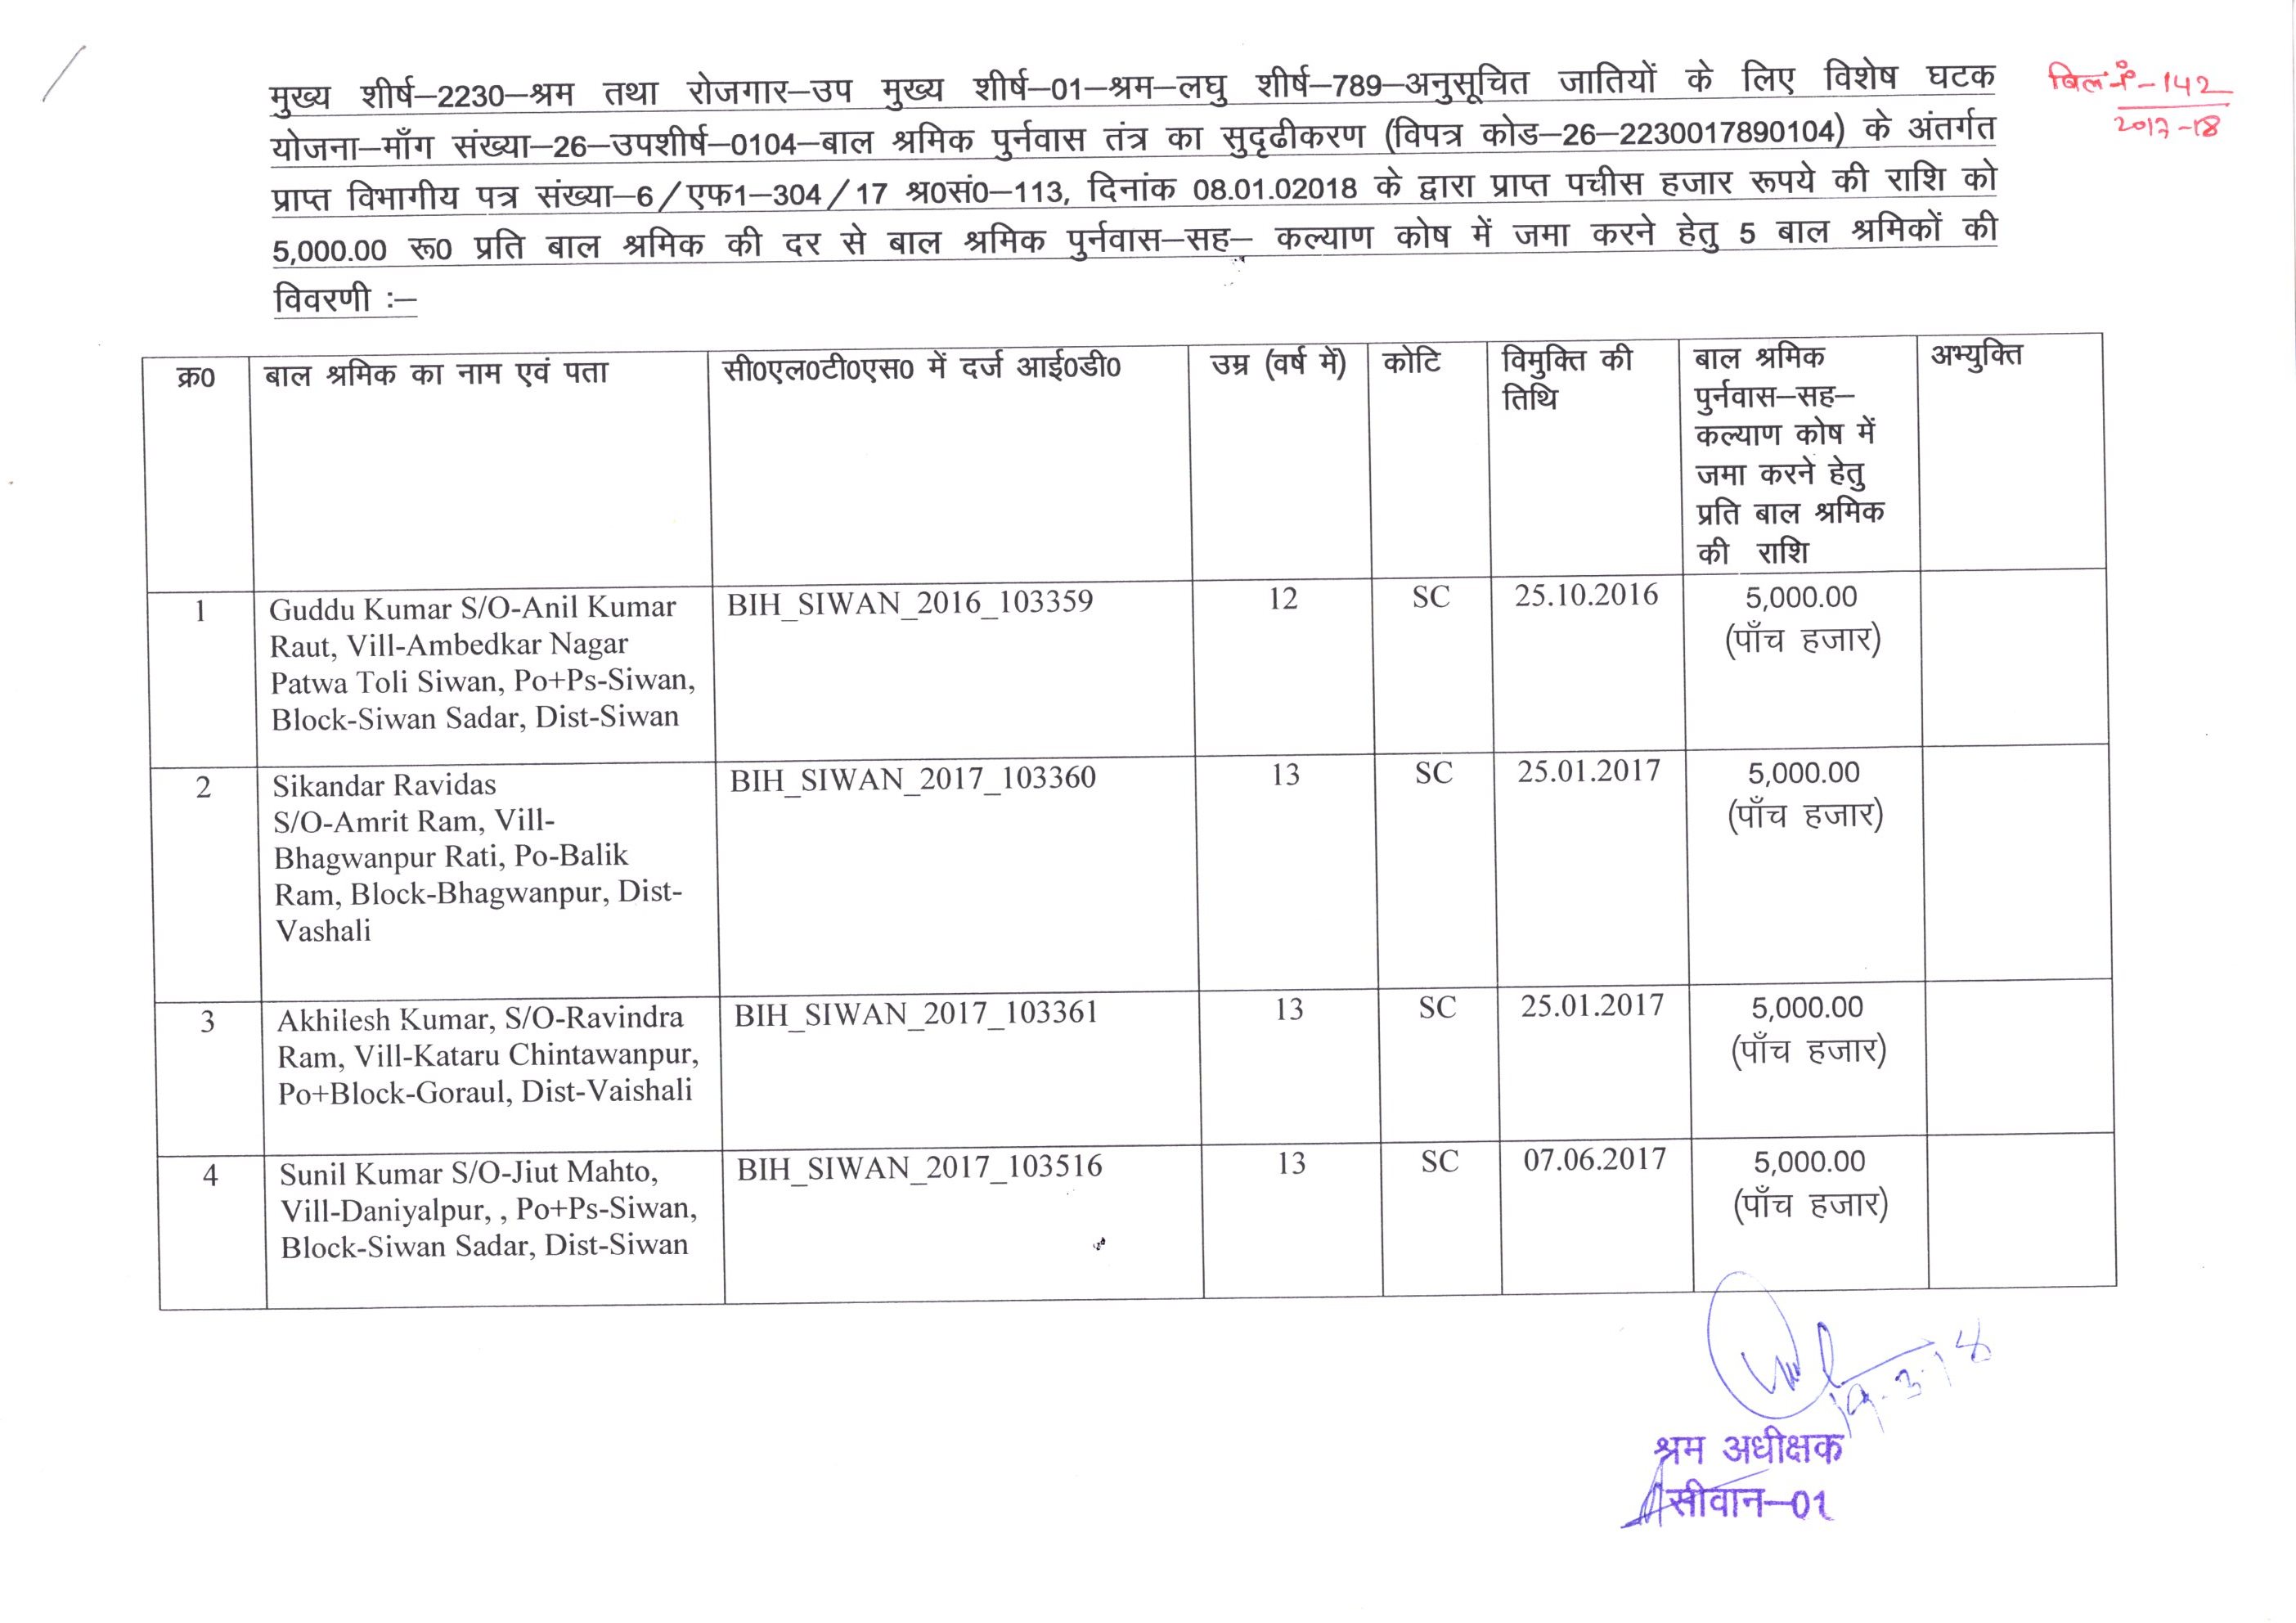 मुख्य शीर्ष–2230–श्रम तथा रोजगार–उप मुख्य शीर्ष–01–श्रम–लघु शीर्ष–789–अनुसूचित जातियों के लिए विशेष घटक
योजना–माँग संख्या–26–उपशीर्ष–0104–बाल श्रमिक पुर्नवास तंत्र का सुदृढीकरण (विपत्र कोड–26–2230017890104) के अंतर्गत
प्राप्त विभागीय पत्र संख्या–6/एफ1–304/17 श्र0सं0–113, दिनांक 08.01.02018 के द्वारा प्राप्त पचीस हजार रूपये की राशि को
5,000.00 रू0 प्रति बाल श्रमिक की दर से बाल श्रमिक पुर्नवास–सह– कल्याण कोष में जमा करने हेतु 5 बाल श्रमिकों की
विवरणी :–
बिल नं–142
2017-18
क्र0
बाल श्रमिक का नाम एवं पता
सी0एल0टी0एस0 में दर्ज आई0डी0
उम्र (वर्ष में)
कोटि
विमुक्ति की
तिथि
बाल श्रमिक
पुर्नवास–सह–
कल्याण कोष में
जमा करने हेतु
प्रति बाल श्रमिक
की राशि
अभ्युक्ति
1
Guddu Kumar S/O-Anil Kumar
Raut, Vill-Ambedkar Nagar
Patwa Toli Siwan, Po+Ps-Siwan,
Block-Siwan Sadar, Dist-Siwan
BIH_SIWAN_2016_103359
12
SC
25.10.2016
5,000.00
(पाँच हजार)
2
Sikandar Ravidas
S/O-Amrit Ram, Vill-
Bhagwanpur Rati, Po-Balik
Ram, Block-Bhagwanpur, Dist-
Vashali
BIH_SIWAN_2017_103360
13
SC
25.01.2017
5,000.00
(पाँच हजार)
3
Akhilesh Kumar, S/O-Ravindra
Ram, Vill-Kataru Chintawanpur,
Po+Block-Goraul, Dist-Vaishali
BIH_SIWAN_2017_103361
13
SC
25.01.2017
5,000.00
(पाँच हजार)
4
Sunil Kumar S/O-Jiut Mahto,
Vill-Daniyalpur, , Po+Ps-Siwan,
Block-Siwan Sadar, Dist-Siwan
BIH_SIWAN_2017_103516
13
SC
07.06.2017
5,000.00
(पाँच हजार)
19.3.18
श्रम अधीक्षक
सीवान–01